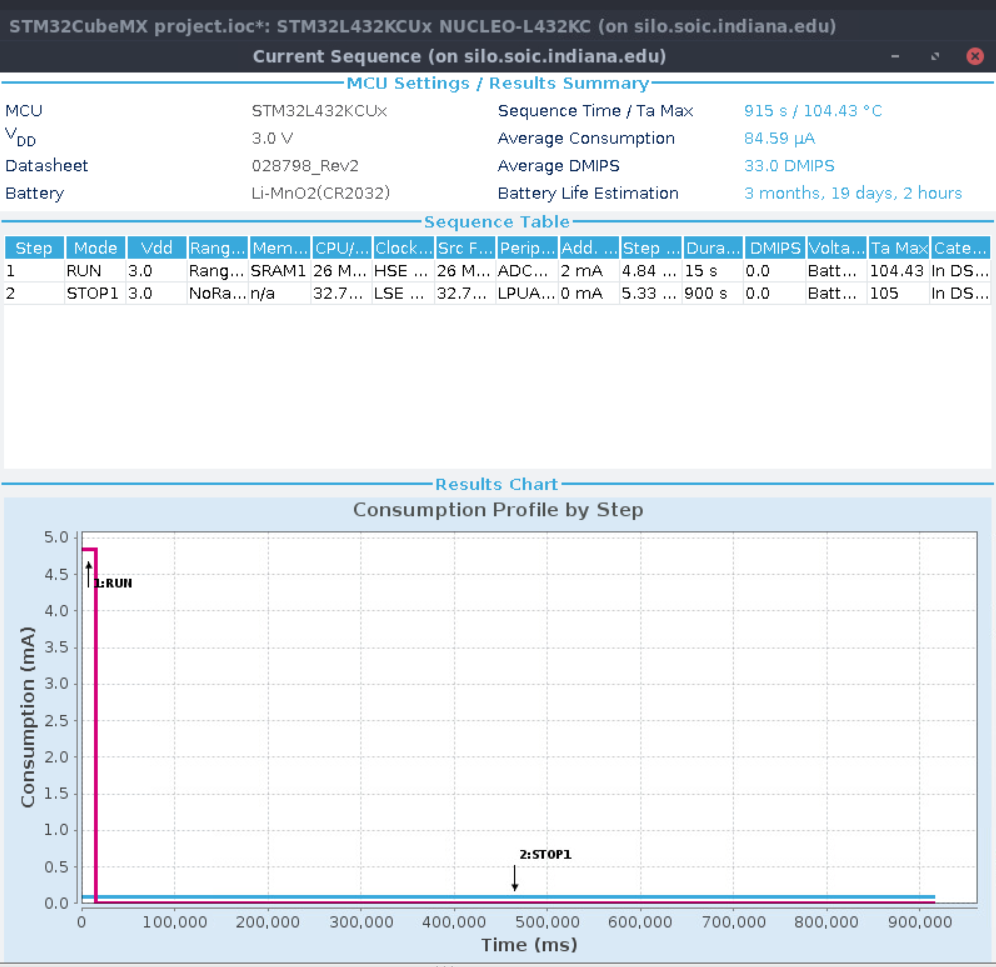 STM32CubeMX project.ioc*: STM32L432KCUx NUCLEO-L432KC (on silo.soic.indiana.edu)
Current Sequence (on silo.soic.indiana.edu)
MCU Settings / Results Summary
MCU STM32L432KCUx Sequence Time / Ta Max 915 s / 104.43 °C
VDD 3.0 V Average Consumption 84.59 µA
Datasheet 028798_Rev2 Average DMIPS 33.0 DMIPS
Battery Li-MnO2(CR2032) Battery Life Estimation 3 months, 19 days, 2 hours
Sequence Table
Step Mode Vdd Rang... Mem... CPU/... Clock... Src F... Perip... Add. ... Step ... Dura... DMIPS Volta... Ta Max Cate...
1 RUN 3.0 Rang... SRAM1 26 M... HSE ... 26 M... ADC... 2 mA 4.84 ... 15 s 0.0 Batt... 104.43 In DS...
2 STOP1 3.0 NoRa... n/a 32.7... LSE ... 32.7... LPUA... 0 mA 5.33 ... 900 s 0.0 Batt... 105 In DS...
Results Chart
Consumption Profile by Step
Consumption (mA)
5.0
4.5
4.0
3.5
3.0
2.5
2.0
1.5
1.0
0.5
0.0
1:RUN
2:STOP1
0 100,000 200,000 300,000 400,000 500,000 600,000 700,000 800,000 900,000
Time (ms)